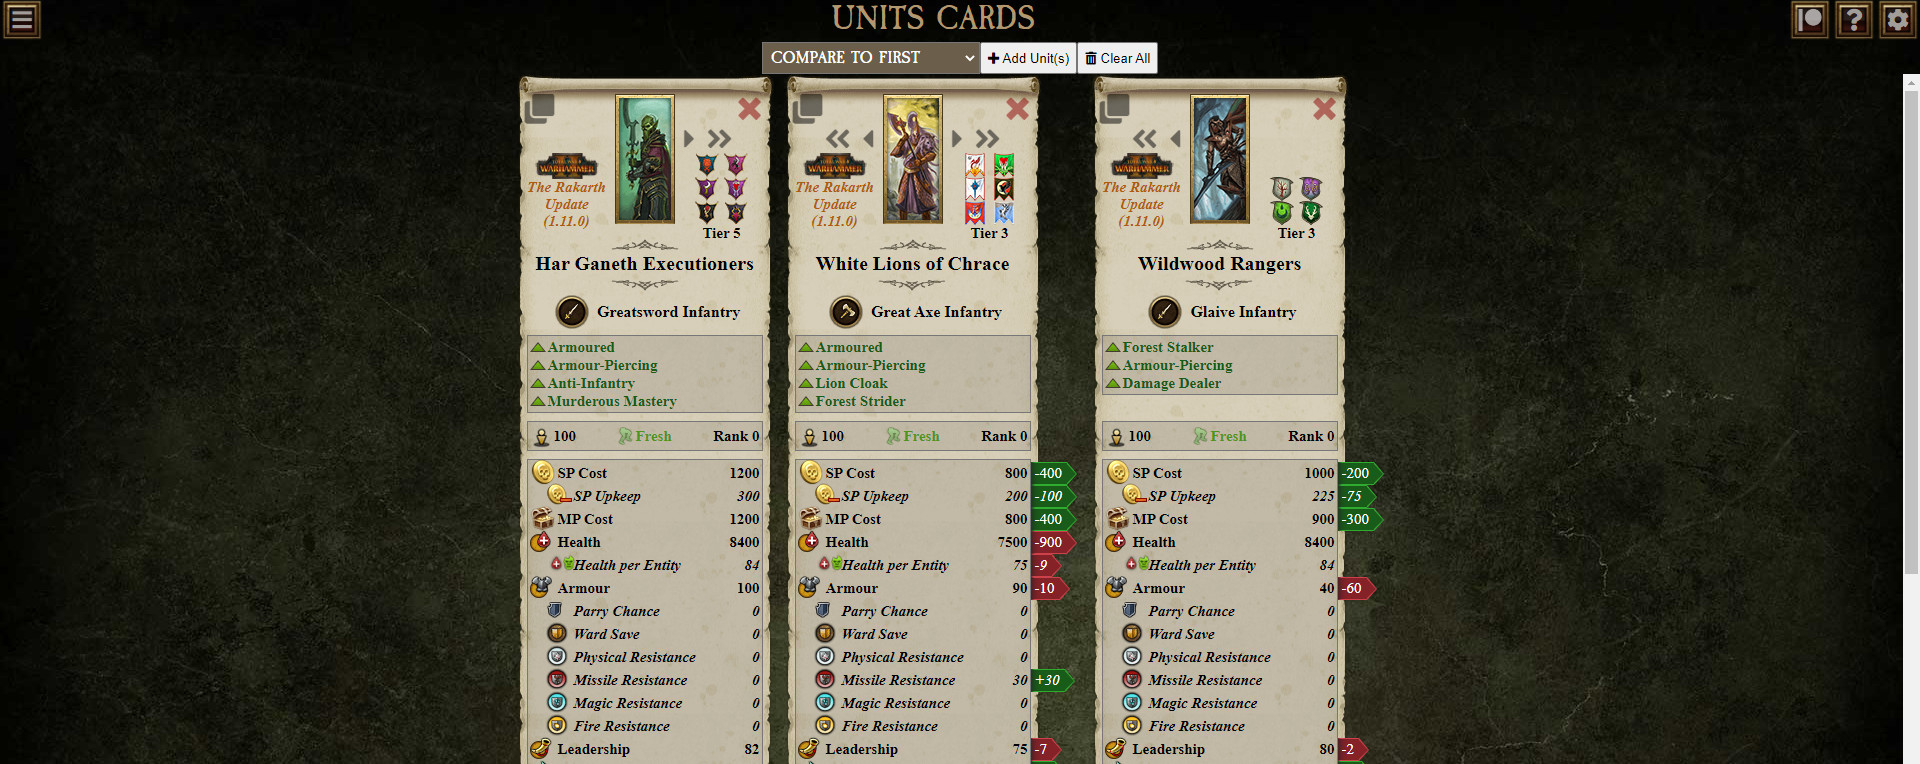 UNITS CARDS
COMPARE TO FIRST
Add Unit(s)
Clear All
WARHAMMER
The Rakarth
Update
(1.11.0)
Tier 5
Har Ganeth Executioners
Greatsword Infantry
Armoured
Armour-Piercing
Anti-Infantry
Murderous Mastery
100 Fresh Rank 0
SP Cost 1200
SP Upkeep 300
MP Cost 1200
Health 8400
Health per Entity 84
Armour 100
Parry Chance 0
Ward Save 0
Physical Resistance 0
Missile Resistance 0
Magic Resistance 0
Fire Resistance 0
Leadership 82
WARHAMMER
The Rakarth
Update
(1.11.0)
Tier 3
White Lions of Chrace
Great Axe Infantry
Armoured
Armour-Piercing
Lion Cloak
Forest Strider
100 Fresh Rank 0
SP Cost 800 -400
SP Upkeep 200 -100
MP Cost 800 -400
Health 7500 -900
Health per Entity 75 -9
Armour 90 -10
Parry Chance 0
Ward Save 0
Physical Resistance 0
Missile Resistance 30 +30
Magic Resistance 0
Fire Resistance 0
Leadership 75 -7
WARHAMMER
The Rakarth
Update
(1.11.0)
Tier 3
Wildwood Rangers
Glaive Infantry
Forest Stalker
Armour-Piercing
Damage Dealer
100 Fresh Rank 0
SP Cost 1000 -200
SP Upkeep 225 -75
MP Cost 900 -300
Health 8400
Health per Entity 84
Armour 40 -60
Parry Chance 0
Ward Save 0
Physical Resistance 0
Missile Resistance 0
Magic Resistance 0
Fire Resistance 0
Leadership 80 -2